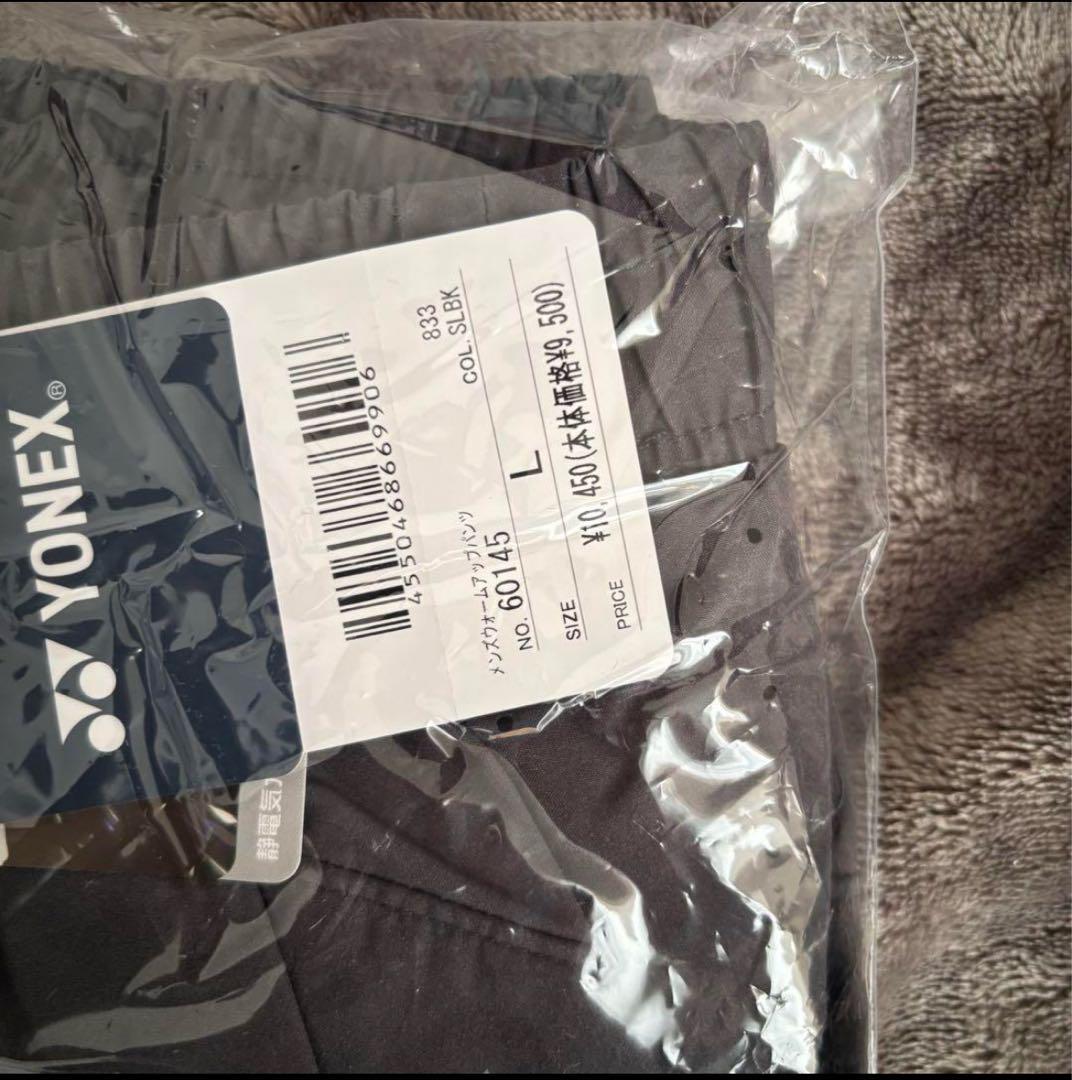 YONEX®
4550468669906
833
COL. SLBK
メンズウォームアップパンツ
NO. 60145
SIZE L
PRICE ¥10,450(本体価格¥9,500)
静電気